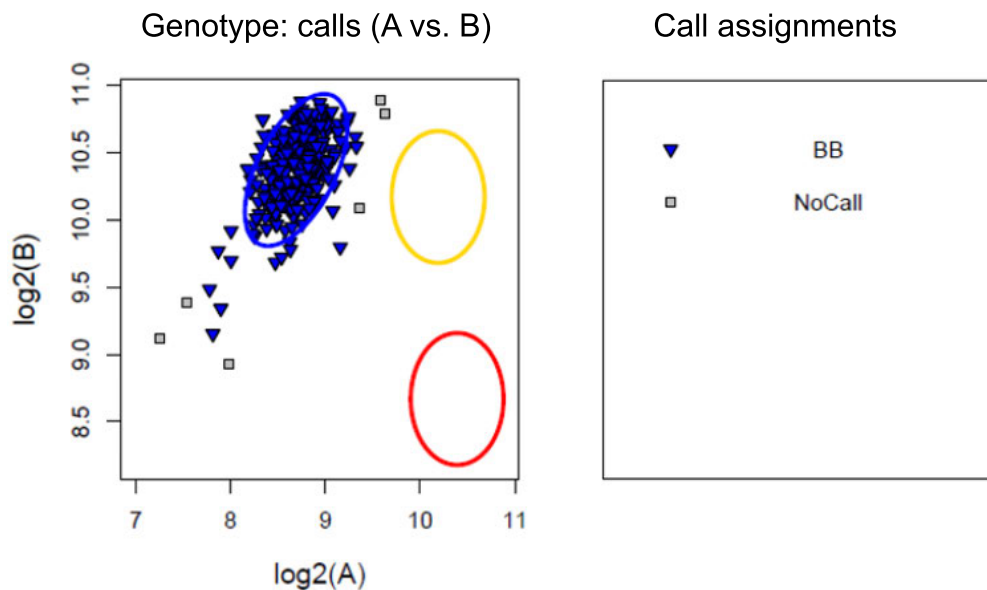 Genotype: calls (A vs. B)
Call assignments
log2(B)
11.0
10.5
10.0
9.5
9.0
8.5
7 8 9 10 11
log2(A)
BB
NoCall